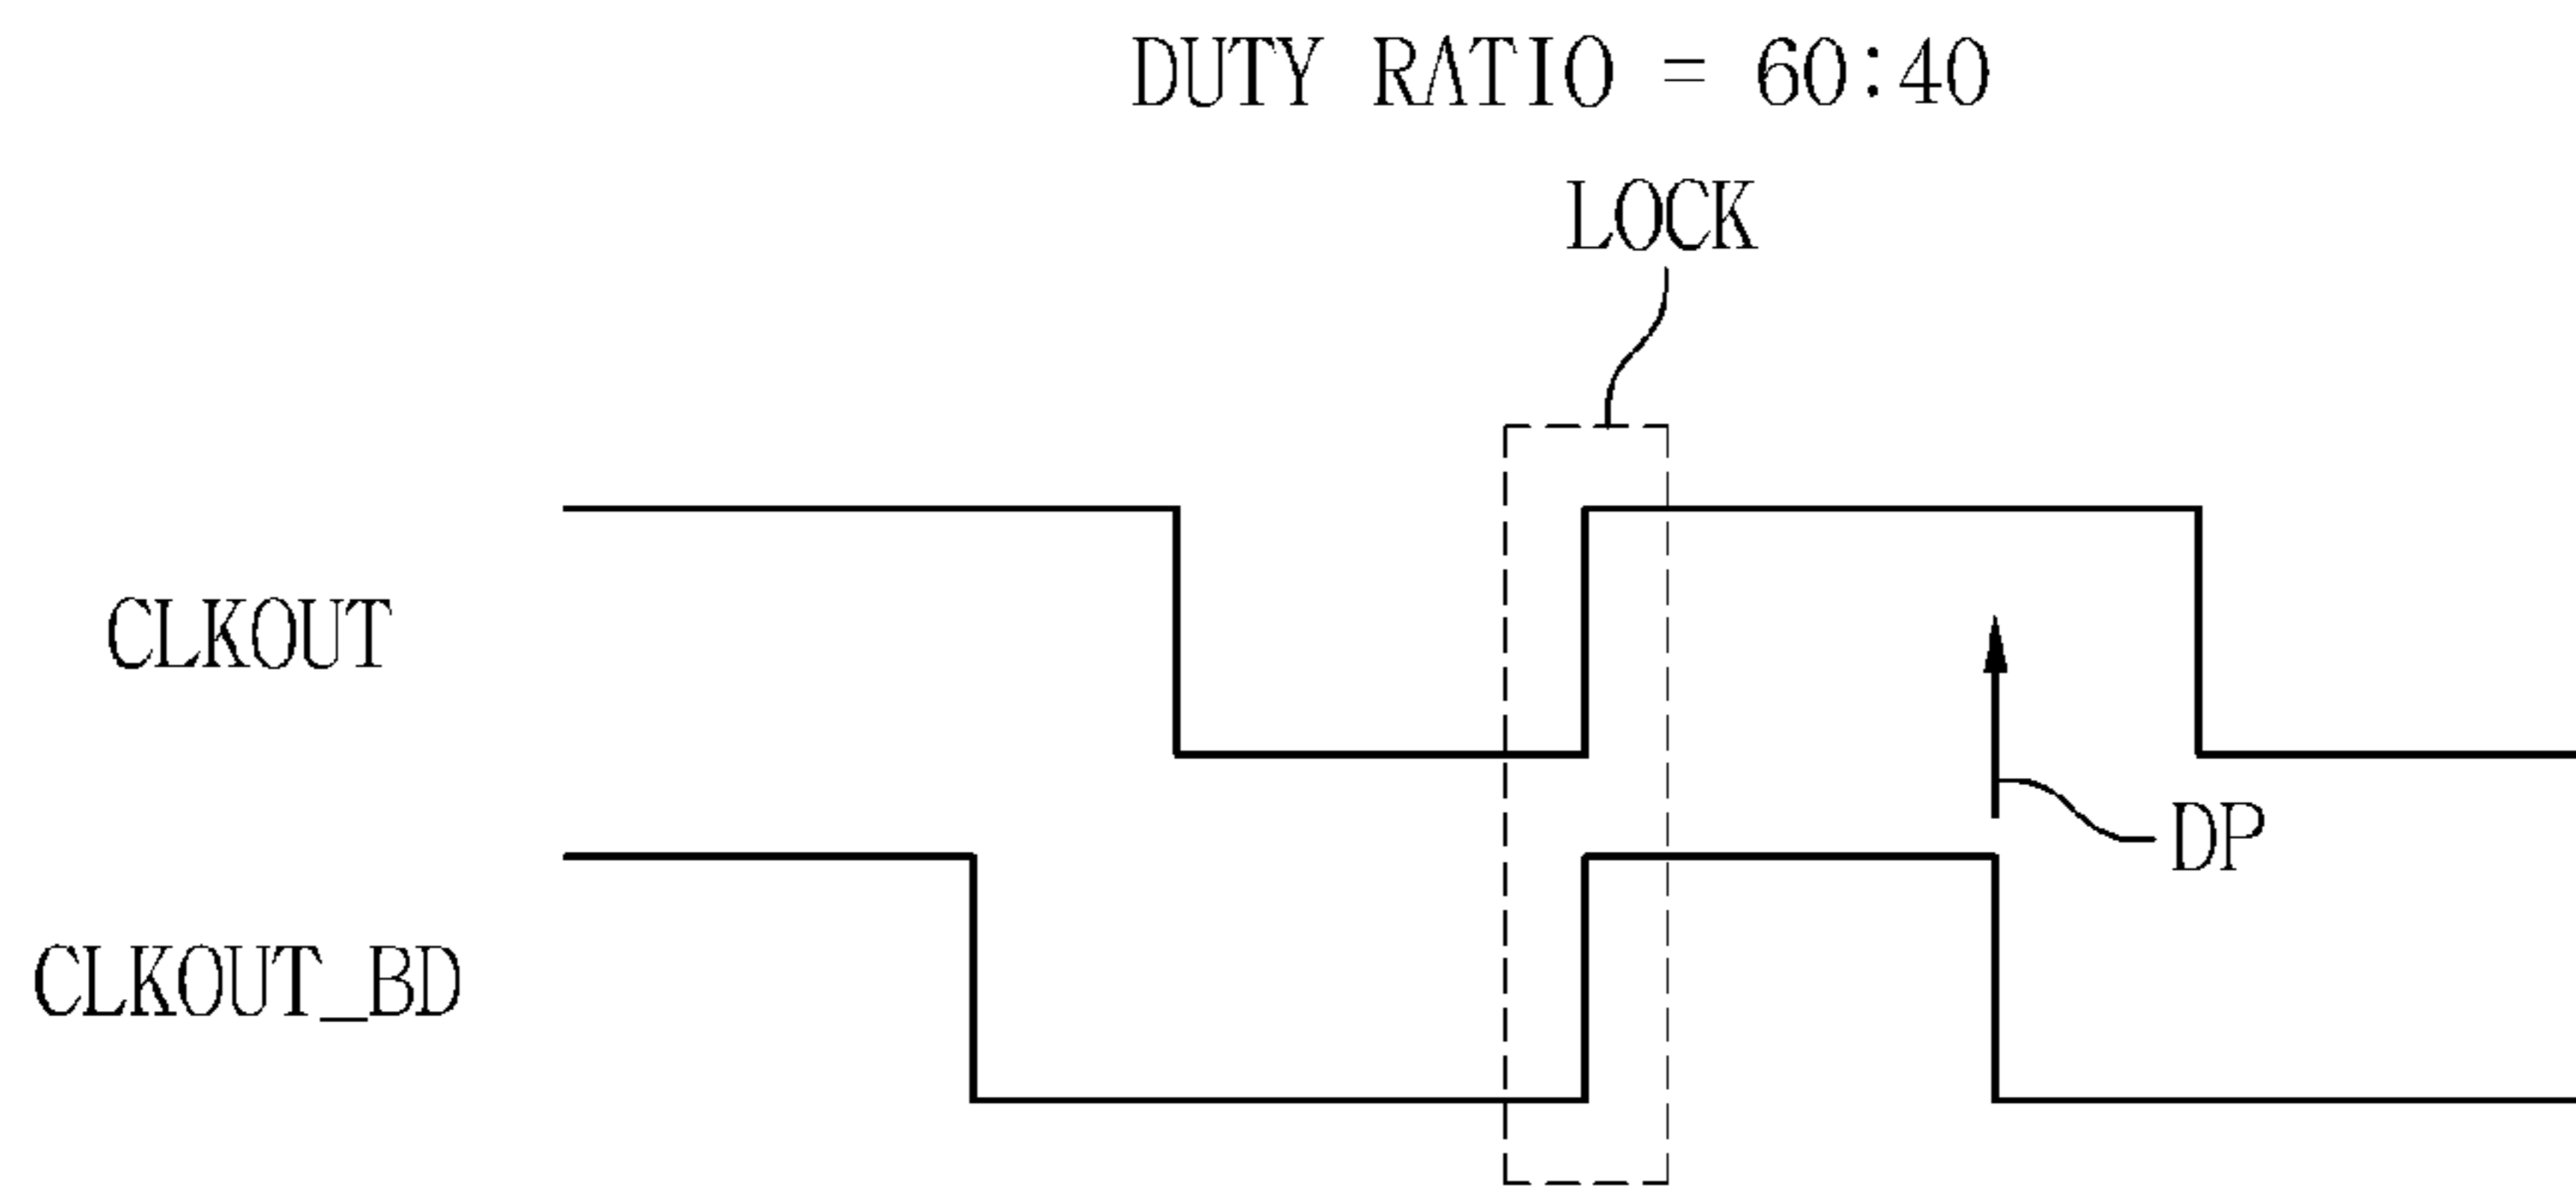 DUTY RATIO = 60:40
LOCK
CLKOUT
DP
CLKOUT_BD